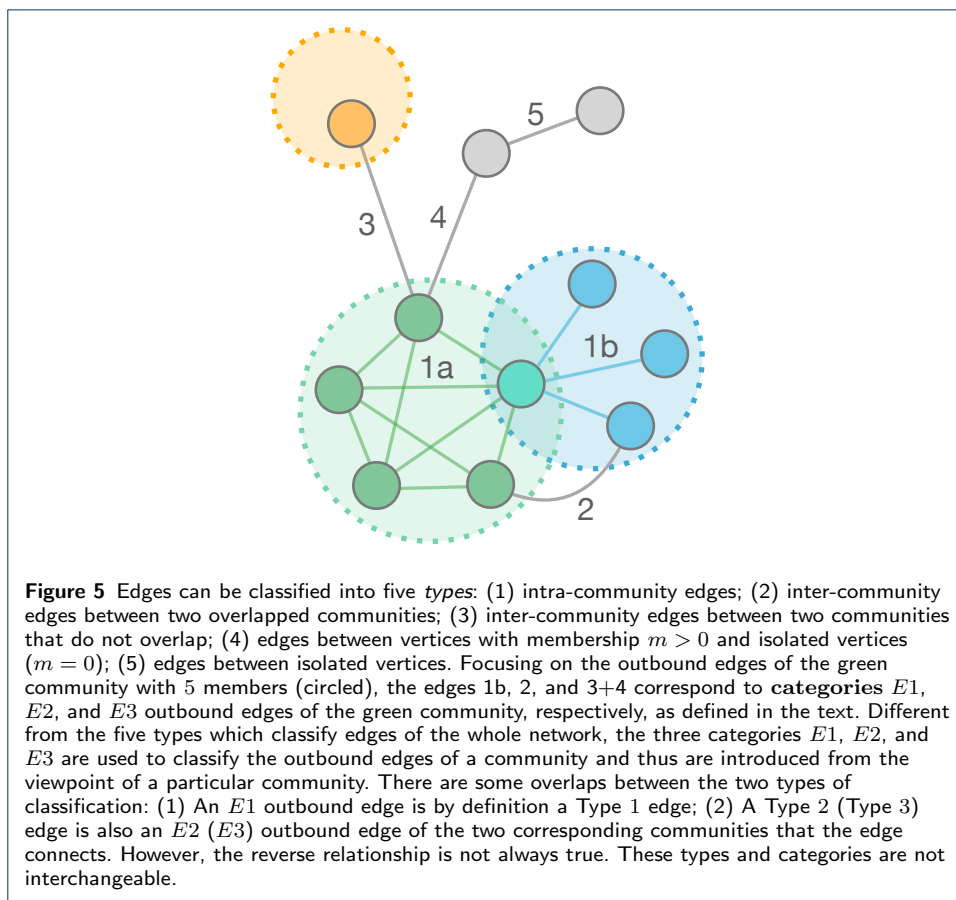 5
3
4
1a
1b
2
Figure 5 Edges can be classified into five types: (1) intra-community edges; (2) inter-community
edges between two overlapped communities; (3) inter-community edges between two communities
that do not overlap; (4) edges between vertices with membership m > 0 and isolated vertices
(m = 0); (5) edges between isolated vertices. Focusing on the outbound edges of the green
community with 5 members (circled), the edges 1b, 2, and 3+4 correspond to categories E1,
E2, and E3 outbound edges of the green community, respectively, as defined in the text. Different
from the five types which classify edges of the whole network, the three categories E1, E2, and
E3 are used to classify the outbound edges of a community and thus are introduced from the
viewpoint of a particular community. There are some overlaps between the two types of
classification: (1) An E1 outbound edge is by definition a Type 1 edge; (2) A Type 2 (Type 3)
edge is also an E2 (E3) outbound edge of the two corresponding communities that the edge
connects. However, the reverse relationship is not always true. These types and categories are not
interchangeable.